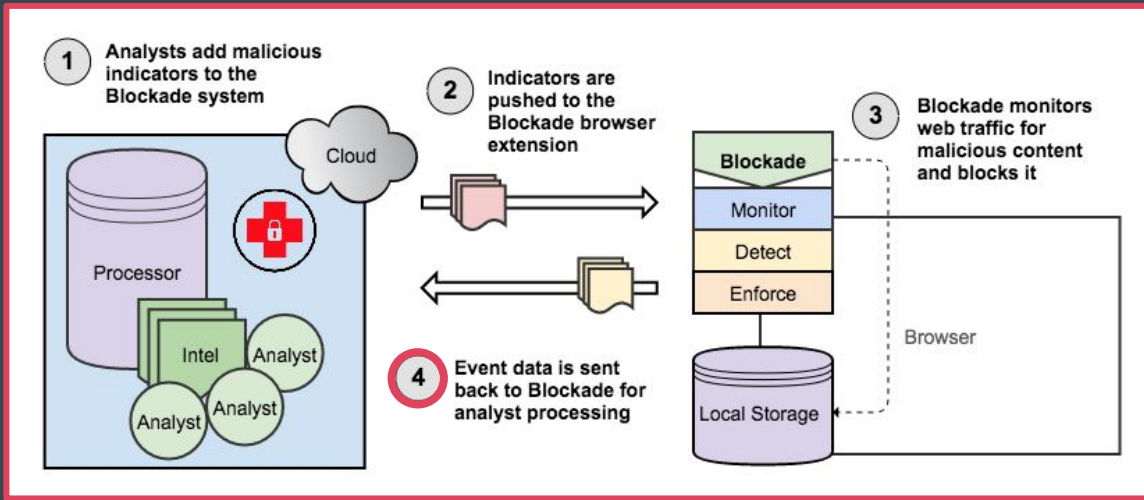 1
Analysts add malicious
indicators to the
Blockade system
2
Indicators are
pushed to the
Blockade browser
extension
3
Blockade monitors
web traffic for
malicious content
and blocks it
Cloud
Processor
Intel
Analyst
Analyst
Analyst
Blockade
Monitor
Detect
Enforce
Browser
Local Storage
4
Event data is sent
back to Blockade for
analyst processing